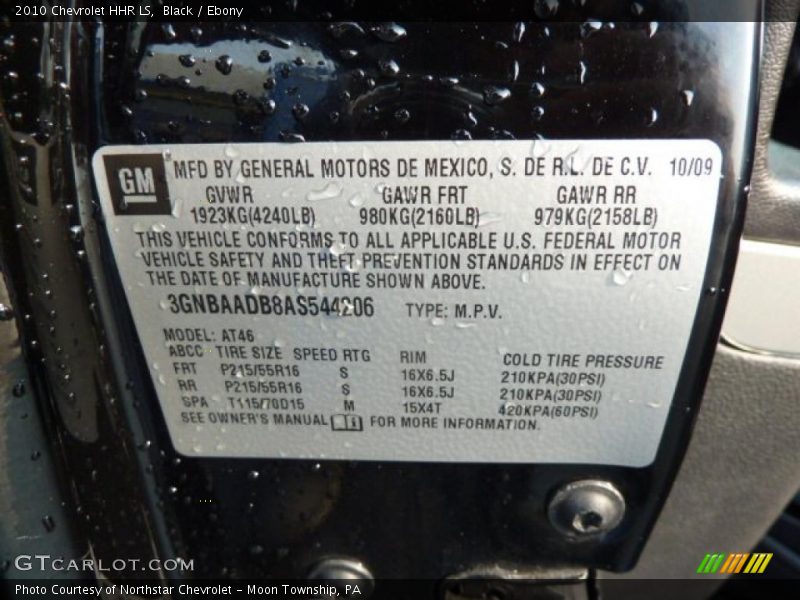 2010 Chevrolet HHR LS, Black / Ebony
GM
MFD BY GENERAL MOTORS DE MEXICO, S. DE R.L. DE C.V. 10/09
GVWR GAWR FRT GAWR RR
1923KG(4240LB) 980KG(2160LB) 979KG(2158LB)
THIS VEHICLE CONFORMS TO ALL APPLICABLE U.S. FEDERAL MOTOR
VEHICLE SAFETY AND THEFT PREVENTION STANDARDS IN EFFECT ON
THE DATE OF MANUFACTURE SHOWN ABOVE.
3GNBAADB8AS544206 TYPE: M.P.V.
MODEL: AT46
ABCC TIRE SIZE SPEED RTG RIM COLD TIRE PRESSURE
FRT P215/55R16 S 16X6.5J 210KPA(30PSI)
RR P215/55R16 S 16X6.5J 210KPA(30PSI)
SPA T115/70D15 M 15X4T 420KPA(60PSI)
SEE OWNER'S MANUAL FOR MORE INFORMATION.
GTCARLOT.COM
Photo Courtesy of Northstar Chevrolet - Moon Township, PA